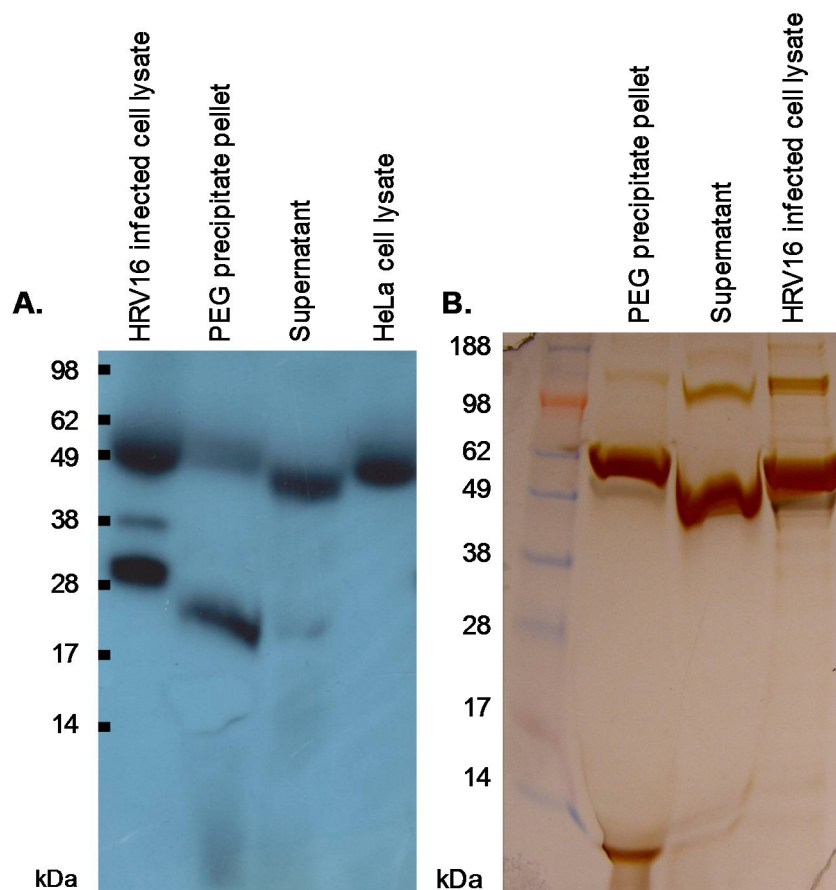 A.
HRV16 infected cell lysate
PEG precipitate pellet
Supernatant
HeLa cell lysate
98
62
49
38
28
17
14
kDa
B.
PEG precipitate pellet
Supernatant
HRV16 infected cell lysate
188
98
62
49
38
28
17
14
kDa